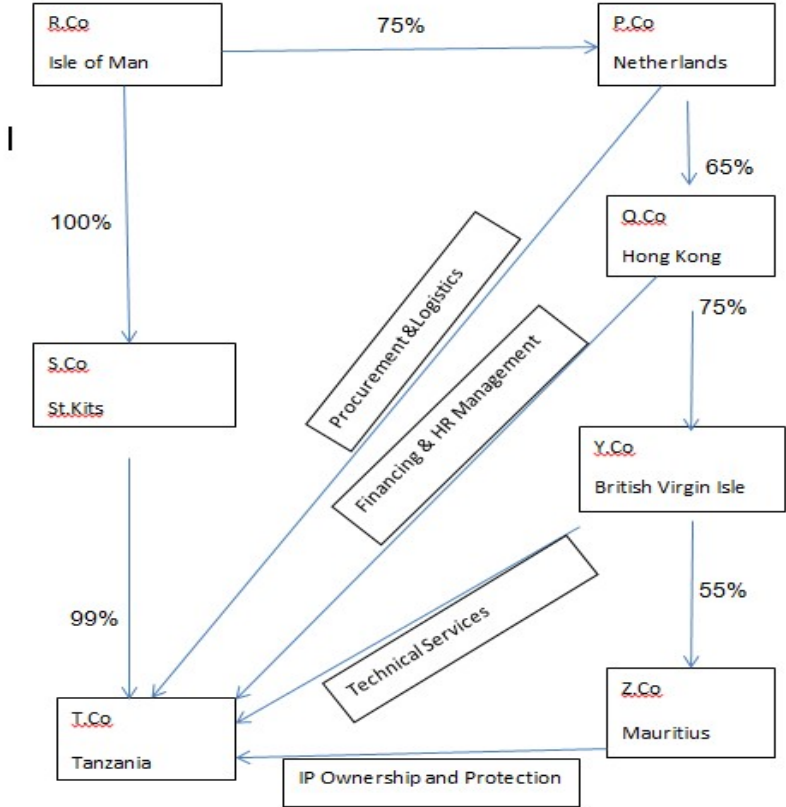 R.Co
Isle of Man
75%
P.Co
Netherlands
l
65%
100%
Q.Co
Hong Kong
Procurement &Logistics
75%
Financing & HR Management
S.Co
St.Kits
Y.Co
British Virgin Isle
55%
99%
Technical Services
T.Co
Tanzania
Z.Co
Mauritius
IP Ownership and Protection